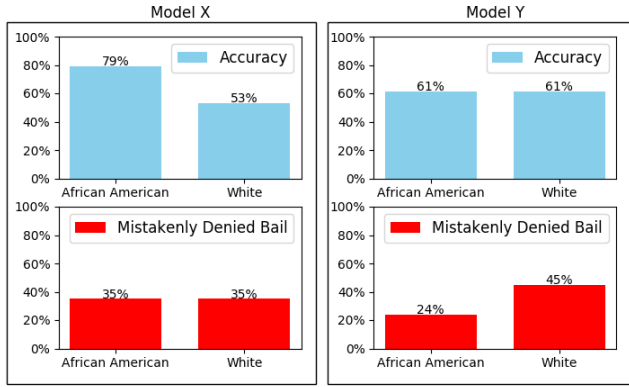 Model X
100%
80%
60%
40%
20%
0%
79%
53%
Accuracy
African American
White
100%
80%
60%
40%
20%
0%
35%
35%
Mistakenly Denied Bail
African American
White
Model Y
100%
80%
60%
40%
20%
0%
61%
61%
Accuracy
African American
White
100%
80%
60%
40%
20%
0%
24%
45%
Mistakenly Denied Bail
African American
White